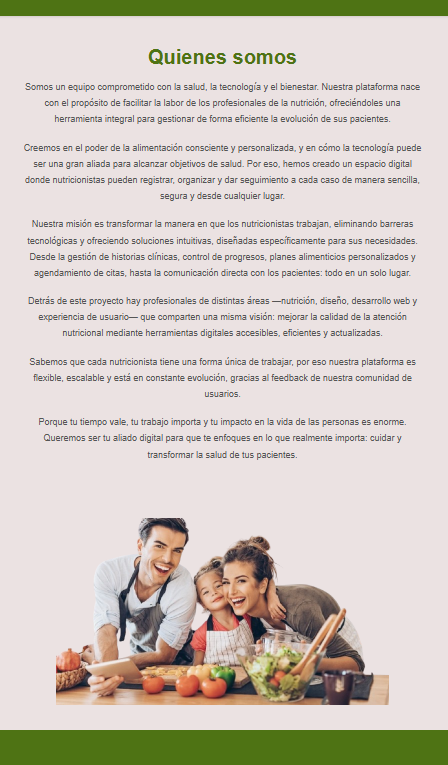 Quienes somos
Somos un equipo comprometido con la salud, la tecnología y el bienestar. Nuestra plataforma nace
con el propósito de facilitar la labor de los profesionales de la nutrición, ofreciéndoles una
herramienta integral para gestionar de forma eficiente la evolución de sus pacientes.
Creemos en el poder de la alimentación consciente y personalizada, y en cómo la tecnología puede
ser una gran aliada para alcanzar objetivos de salud. Por eso, hemos creado un espacio digital
donde nutricionistas pueden registrar, organizar y dar seguimiento a cada caso de manera sencilla,
segura y desde cualquier lugar.
Nuestra misión es transformar la manera en que los nutricionistas trabajan, eliminando barreras
tecnológicas y ofreciendo soluciones intuitivas, diseñadas específicamente para sus necesidades.
Desde la gestión de historias clínicas, control de progresos, planes alimenticios personalizados y
agendamiento de citas, hasta la comunicación directa con los pacientes: todo en un solo lugar.
Detrás de este proyecto hay profesionales de distintas áreas —nutrición, diseño, desarrollo web y
experiencia de usuario— que comparten una misma visión: mejorar la calidad de la atención
nutricional mediante herramientas digitales accesibles, eficientes y actualizadas.
Sabemos que cada nutricionista tiene una forma única de trabajar, por eso nuestra plataforma es
flexible, escalable y está en constante evolución, gracias al feedback de nuestra comunidad de
usuarios.
Porque tu tiempo vale, tu trabajo importa y tu impacto en la vida de las personas es enorme.
Queremos ser tu aliado digital para que te enfoques en lo que realmente importa: cuidar y
transformar la salud de tus pacientes.